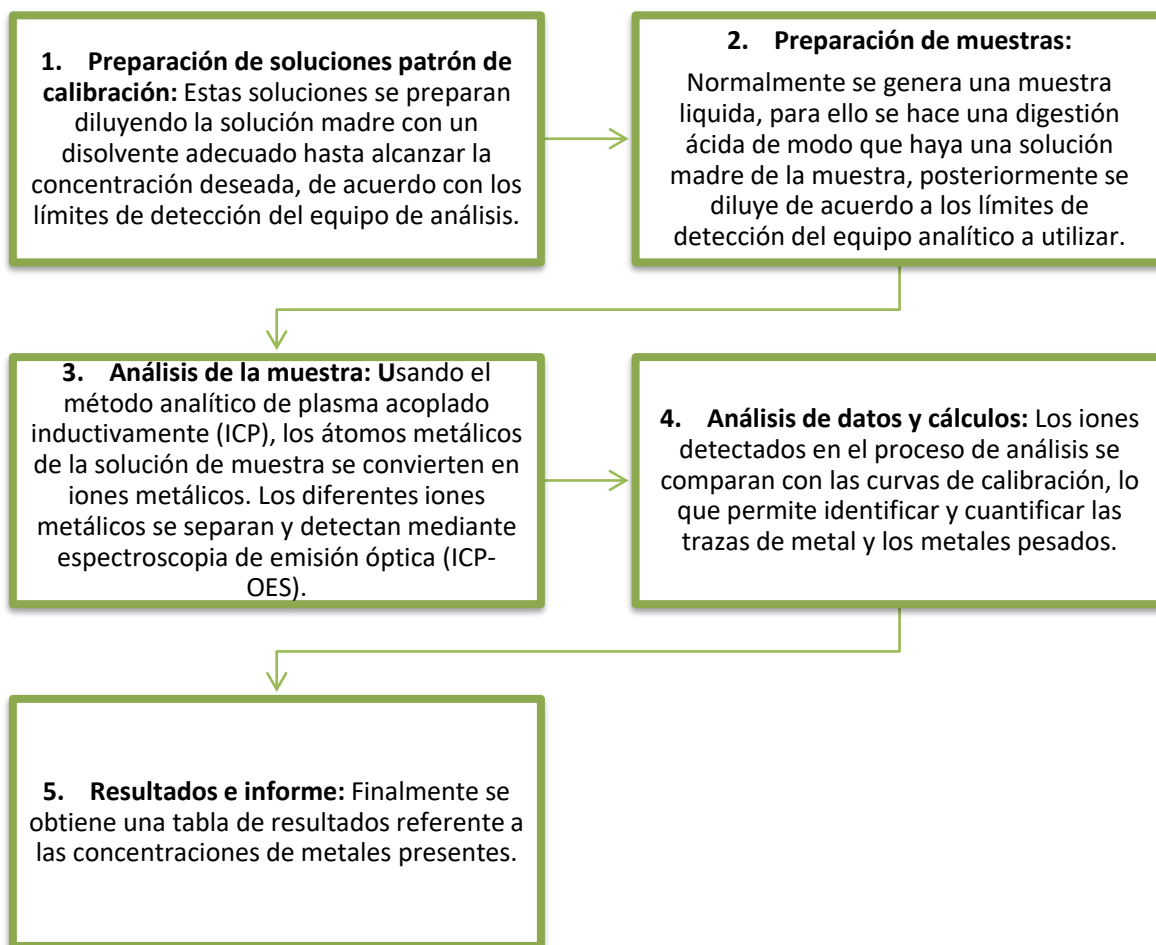 1. Preparación de soluciones patrón de
calibración: Estas soluciones se preparan
diluyendo la solución madre con un
disolvente adecuado hasta alcanzar la
concentración deseada, de acuerdo con los
límites de detección del equipo de análisis.
2. Preparación de muestras:
Normalmente se genera una muestra
liquida, para ello se hace una digestión
ácida de modo que haya una solución
madre de la muestra, posteriormente se
diluye de acuerdo a los límites de
detección del equipo analítico a utilizar.
3. Análisis de la muestra: Usando el
método analítico de plasma acoplado
inductivamente (ICP), los átomos metálicos
de la solución de muestra se convierten en
iones metálicos. Los diferentes iones
metálicos se separan y detectan mediante
espectroscopia de emisión óptica (ICP-
OES).
4. Análisis de datos y cálculos: Los iones
detectados en el proceso de análisis se
comparan con las curvas de calibración, lo
que permite identificar y cuantificar las
trazas de metal y los metales pesados.
5. Resultados e informe: Finalmente se
obtiene una tabla de resultados referente a
las concentraciones de metales presentes.